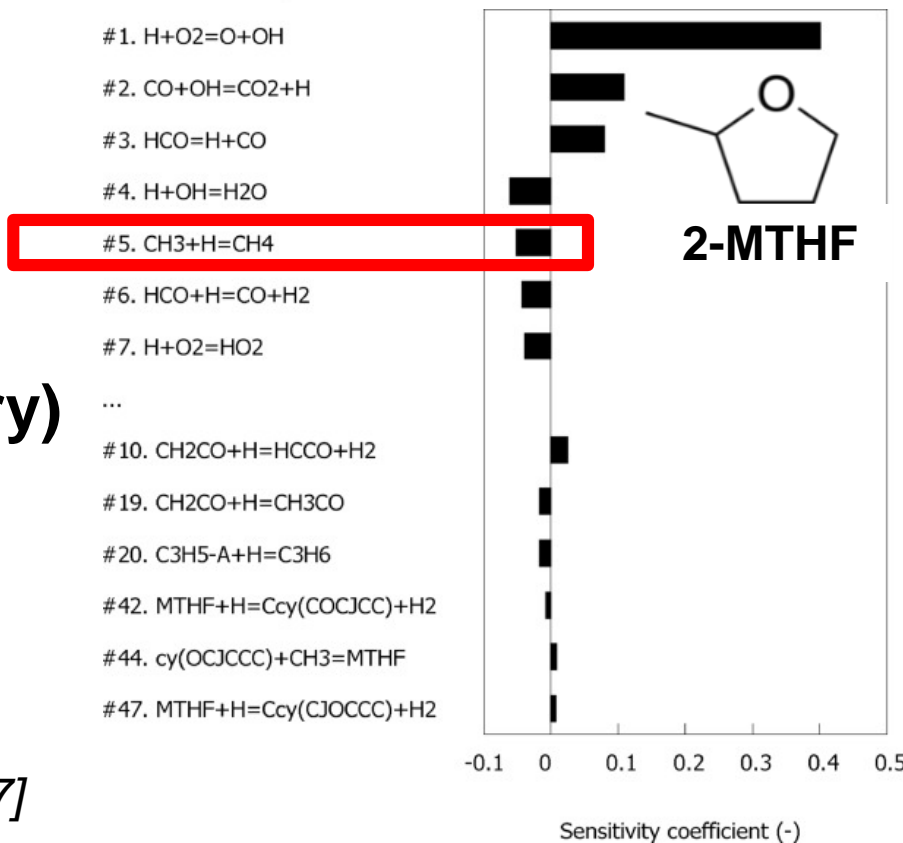 #1. H+O2=O+OH
#2. CO+OH=CO2+H
#3. HCO=H+CO
#4. H+OH=H2O
#5. CH3+H=CH4
#6. HCO+H=CO+H2
#7. H+O2=HO2
...
#10. CH2CO+H=HCCO+H2
#19. CH2CO+H=CH3CO
#20. C3H5-A+H=C3H6
#42. MTHF+H=Ccy(COCJCC)+H2
#44. cy(OCJCCC)+CH3=MTHF
#47. MTHF+H=Ccy(CJOCCC)+H2
O
2-MTHF
ry)
7]
-0.1 0 0.1 0.2 0.3 0.4 0.5
Sensitivity coefficient (-)